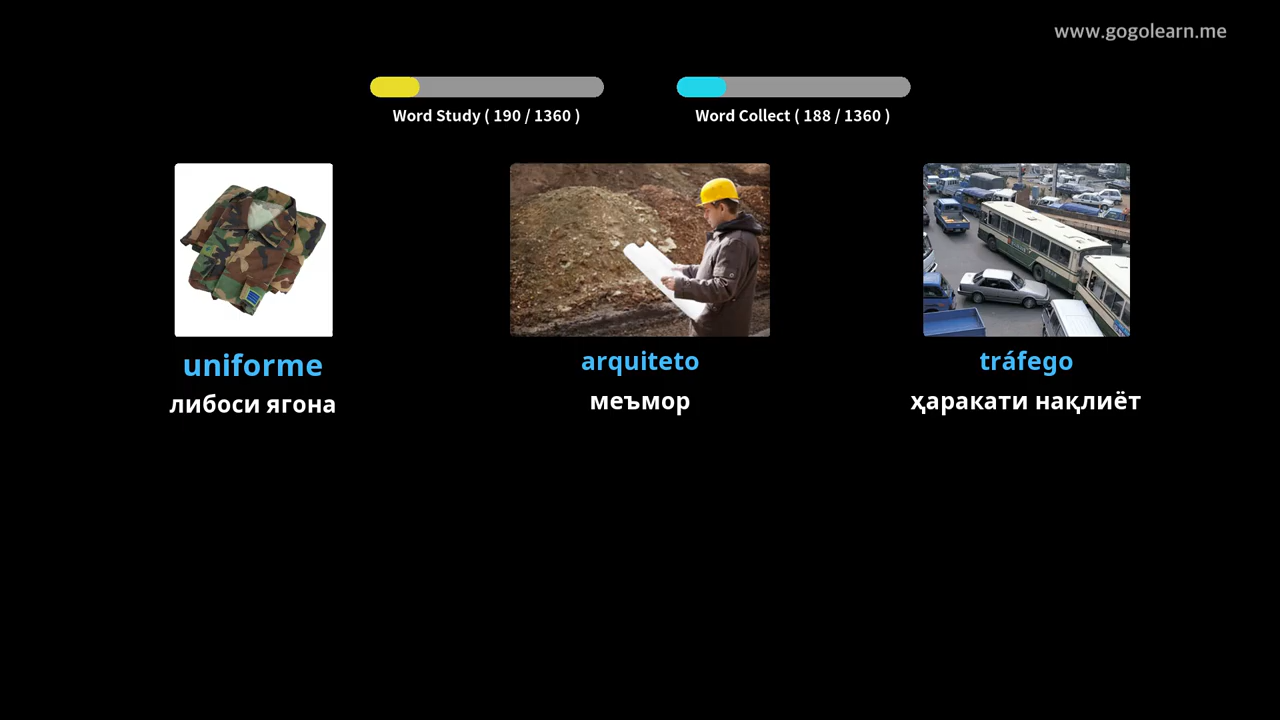 www.gogolearn.me
Word Study ( 190 / 1360 )
Word Collect ( 188 / 1360 )
uniforme
либоси ягона
arquiteto
меъмор
tráfego
ҳаракати нақлиёт